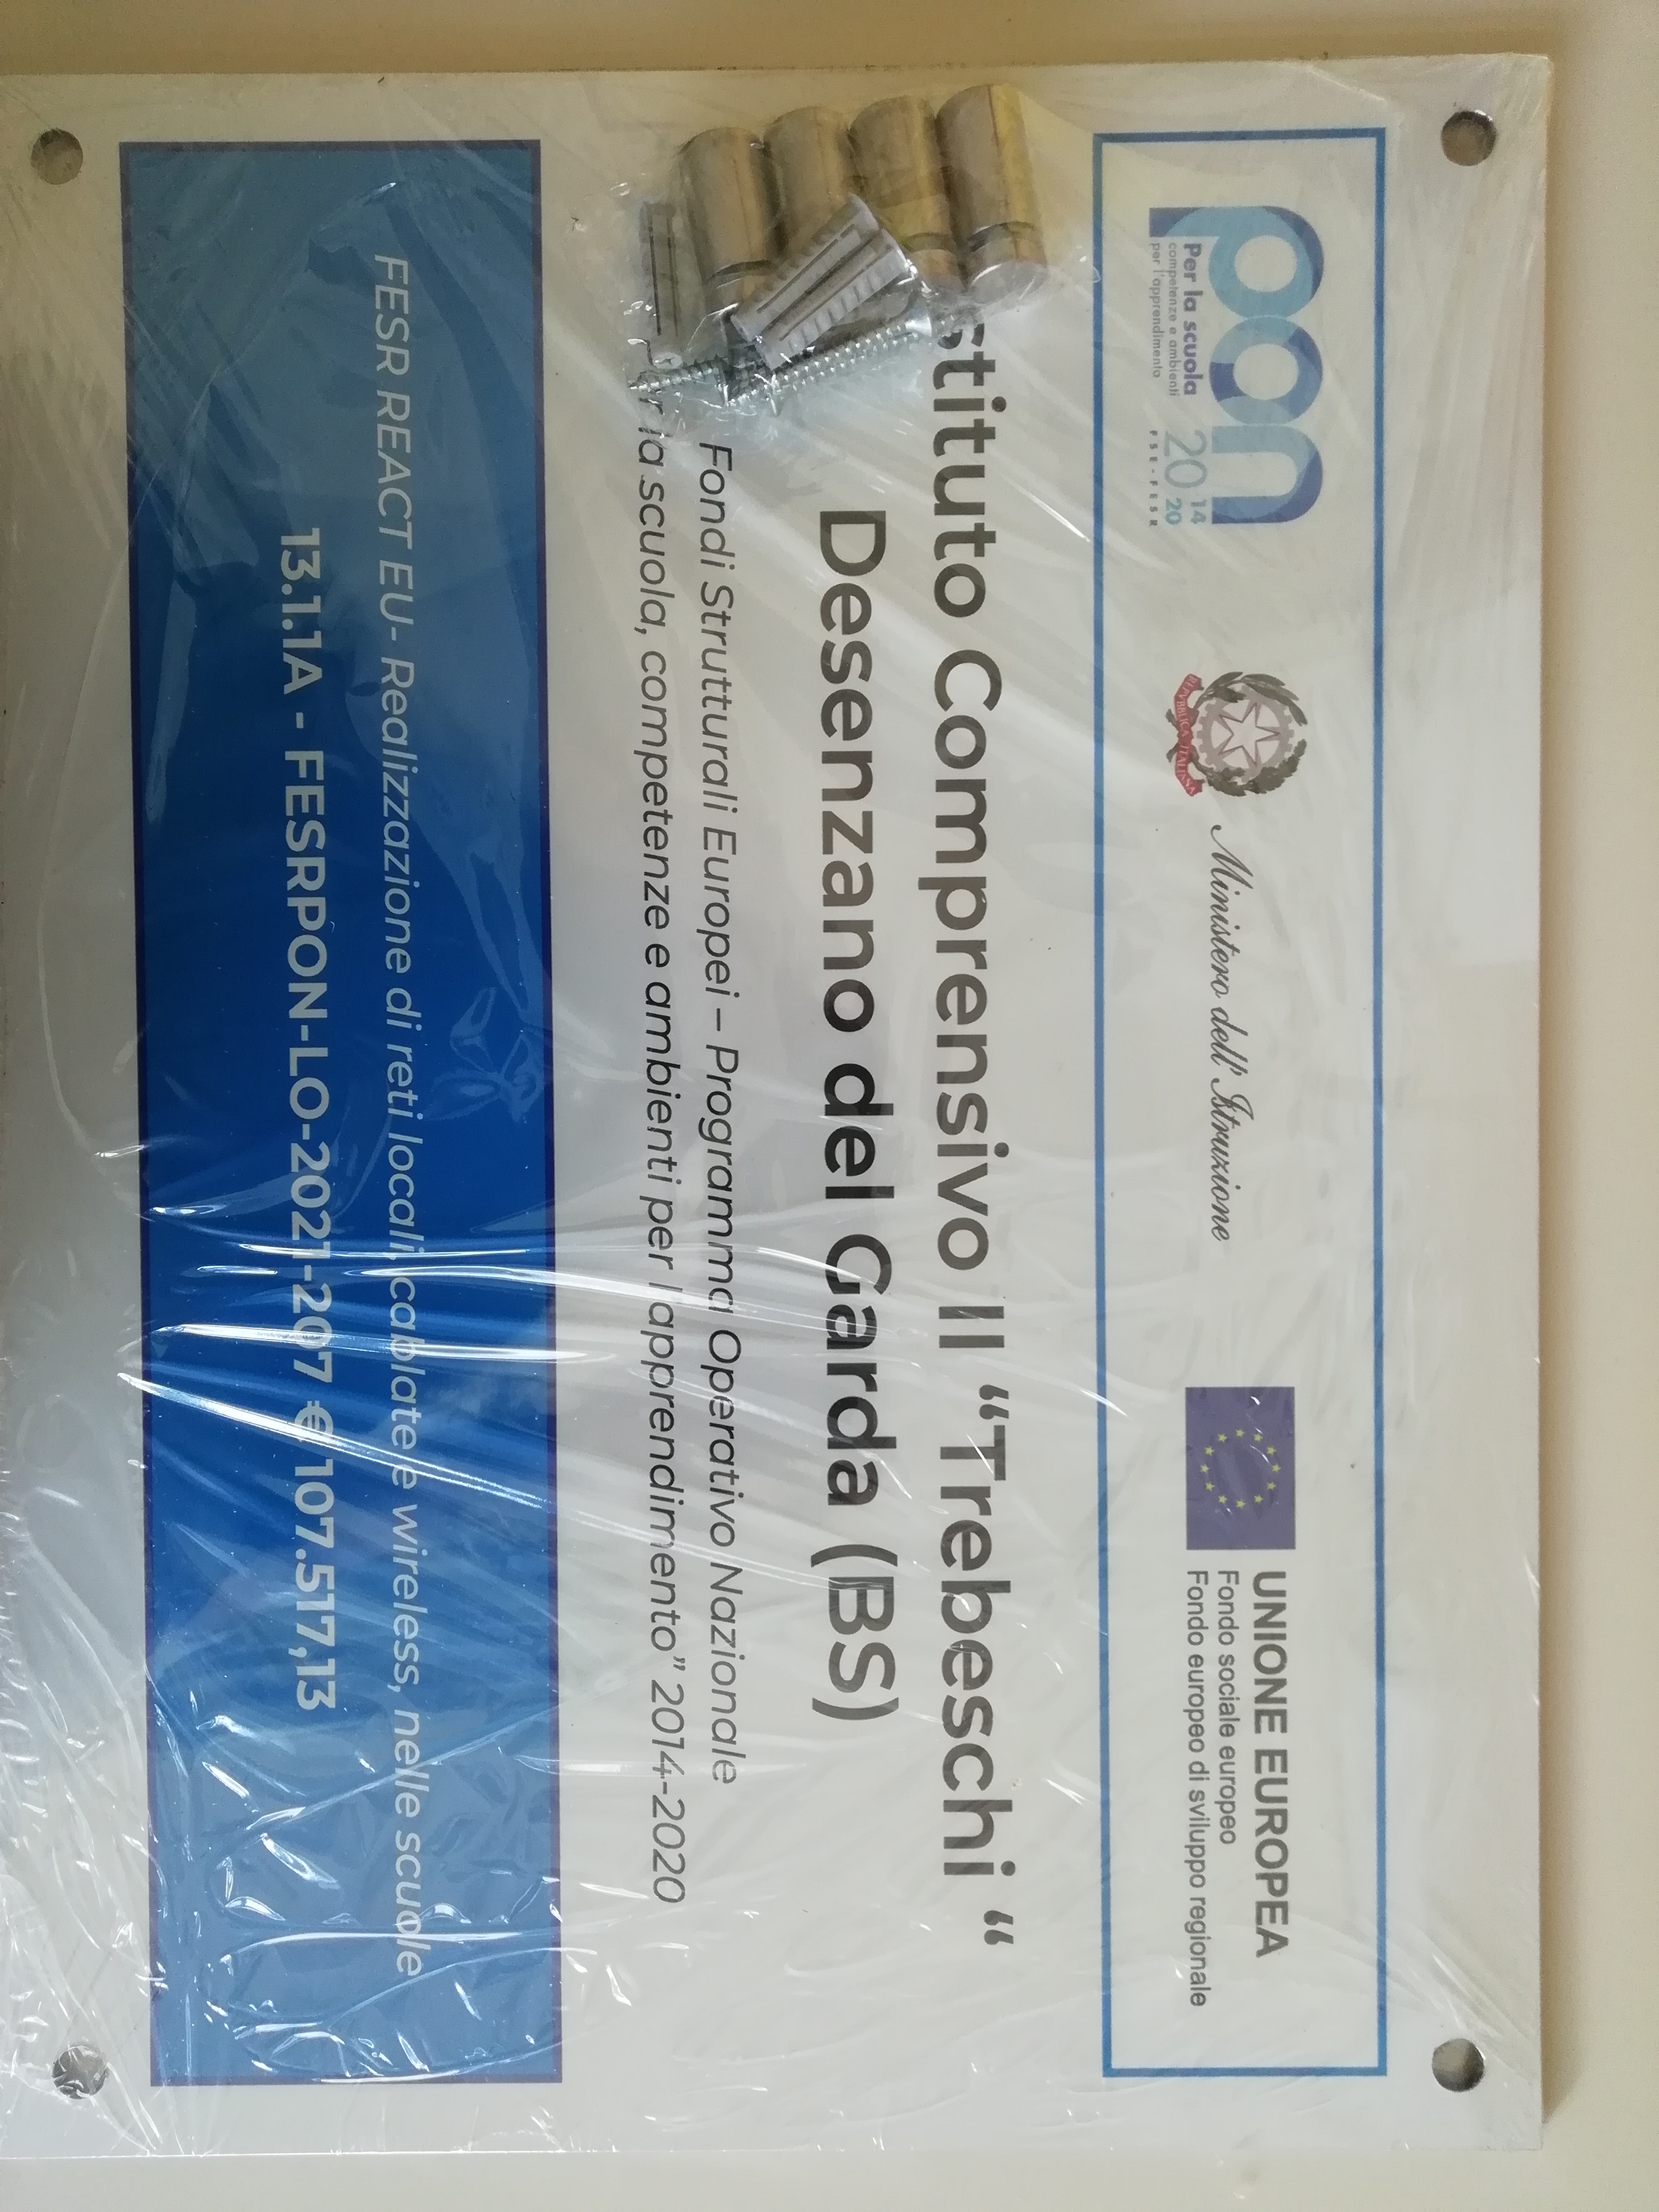 pon
Per la scuola
competenze e ambienti
per l'apprendimento
2014
20
FSE-FESR
REPVBBLICA ITALIANA
Ministero dell'Istruzione
UNIONE EUROPEA
Fondo sociale europeo
Fondo europeo di sviluppo regionale
stituto Comprensivo II “Trebeschi “
Desenzano del Garda (BS)
Fondi Strutturali Europei – Programma Operativo Nazionale
r la scuola, competenze e ambienti per l'apprendimento” 2014-2020
FESR REACT EU- Realizzazione di reti locali, cablate e wireless, nelle scuole
13.1.1A - FESRPON-LO-2021-207 € 107.517,13